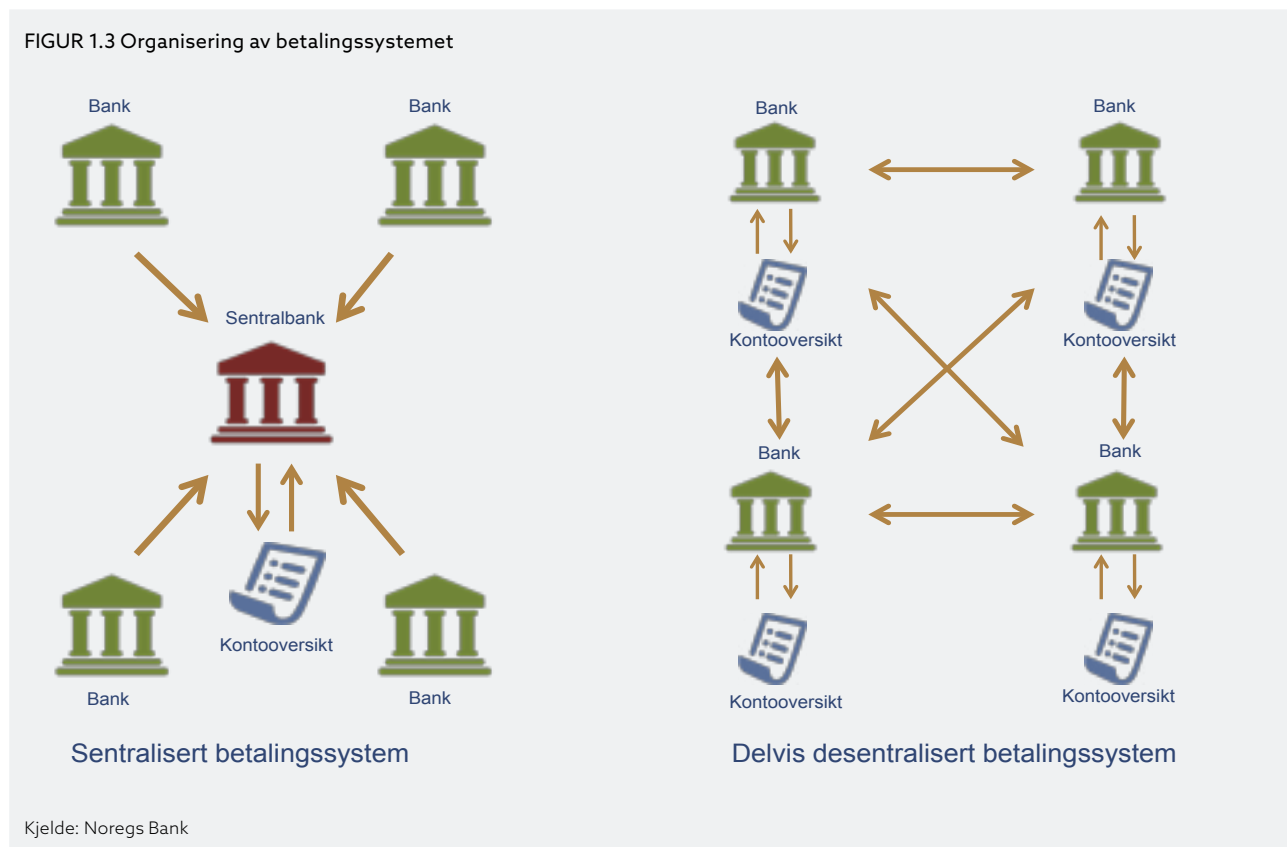 FIGUR 1.3 Organisering av betalingssystemet
Bank
Bank
Sentralbank
Kontooversikt
Bank
Bank
Sentralisert betalingssystem
Bank
Bank
Kontooversikt
Kontooversikt
Bank
Bank
Kontooversikt
Kontooversikt
Delvis desentralisert betalingssystem
Kjelde: Noregs Bank